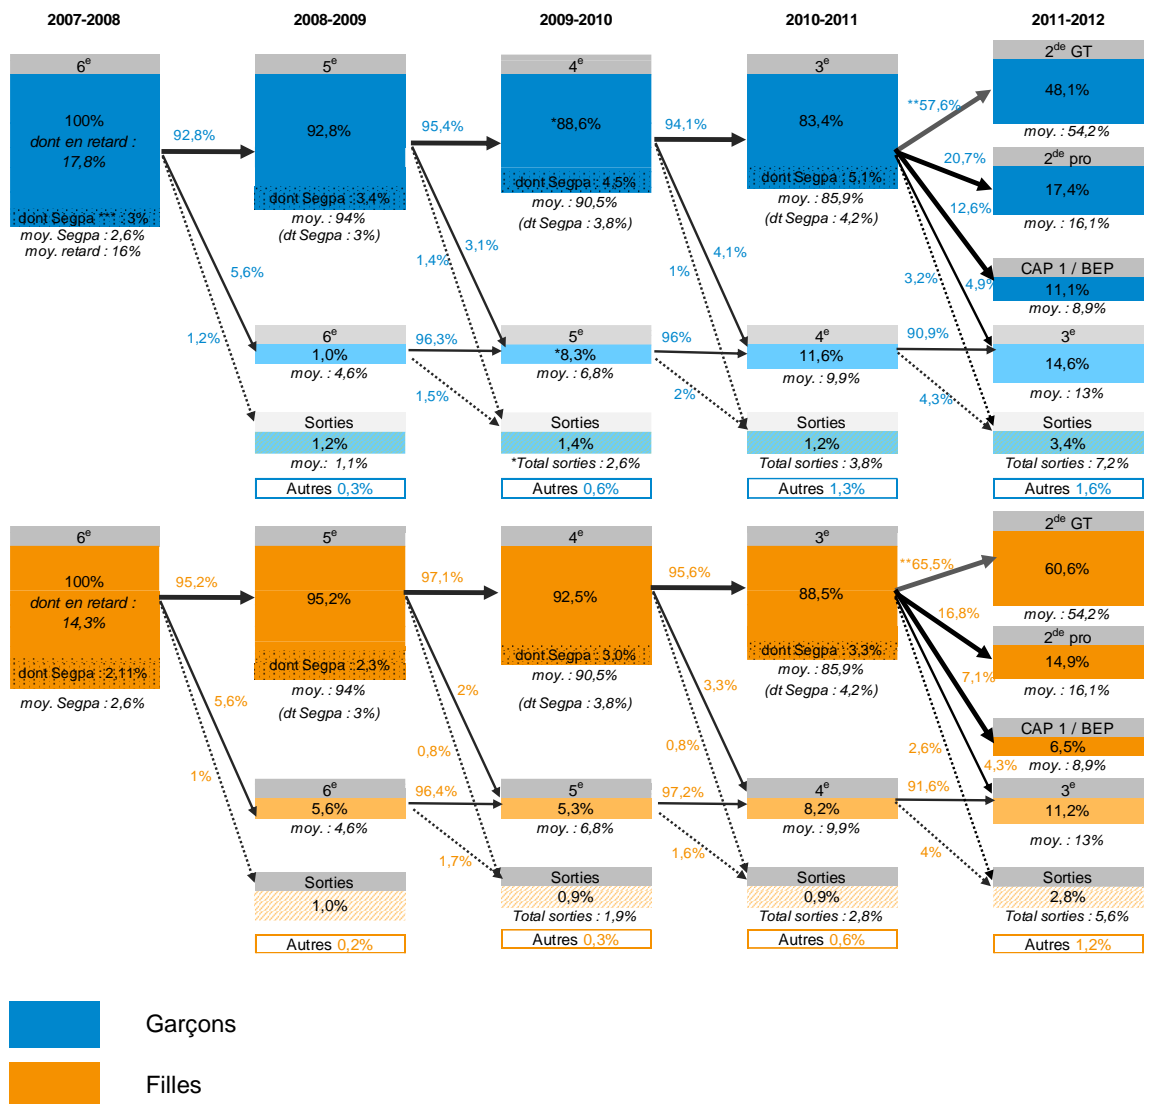 2007-2008 2008-2009 2009-2010 2010-2011 2011-2012
6e 5e 4e 3e 2de GT
100%
dont en retard :
17,8%
dont Segpa *** : 3%
moy. Segpa : 2,6%
moy. retard : 16%
92,8%
5,6%
1,2%
92,8%
dont Segpa : 3,4%
moy. : 94%
(dt Segpa : 3%)
95,4%
3,1%
1,4%
*88,6%
dont Segpa : 4,5%
moy. : 90,5%
(dt Segpa : 3,8%)
94,1%
4,1%
1%
83,4%
dont Segpa : 5,1%
moy. : 85,9%
(dt Segpa : 4,2%)
**57,6%
20,7%
12,6%
4,9%
3,2%
48,1%
moy. : 54,2%
2de pro
17,4%
moy. : 16,1%
CAP 1 / BEP
11,1%
moy. : 8,9%
6e
1,0%
moy. : 4,6%
96,3%
1,5%
5e
*8,3%
moy. : 6,8%
96%
2%
4e
11,6%
moy. : 9,9%
90,9%
4,3%
3e
14,6%
moy. : 13%
Sorties
1,2%
moy.: 1,1%
Autres 0,3%
Sorties
1,4%
*Total sorties : 2,6%
Autres 0,6%
Sorties
1,2%
Total sorties : 3,8%
Autres 1,3%
Sorties
3,4%
Total sorties : 7,2%
Autres 1,6%
6e 5e 4e 3e 2de GT
100%
dont en retard :
14,3%
dont Segpa : 2,11%
moy. Segpa : 2,6%
95,2%
5,6%
1%
95,2%
dont Segpa : 2,3%
moy. : 94%
(dt Segpa : 3%)
97,1%
2%
0,8%
92,5%
dont Segpa : 3,0%
moy. : 90,5%
(dt Segpa : 3,8%)
95,6%
3,3%
0,8%
88,5%
dont Segpa : 3,3%
moy. : 85,9%
(dt Segpa : 4,2%)
**65,5%
16,8%
7,1%
4,3%
2,6%
60,6%
moy. : 54,2%
2de pro
14,9%
moy. : 16,1%
CAP 1 / BEP
6,5%
moy. : 8,9%
6e
5,6%
moy. : 4,6%
96,4%
1,7%
5e
5,3%
moy. : 6,8%
97,2%
1,6%
4e
8,2%
moy. : 9,9%
91,6%
4%
3e
11,2%
moy. : 13%
Sorties
1,0%
Autres 0,2%
Sorties
0,9%
Total sorties : 1,9%
Autres 0,3%
Sorties
0,9%
Total sorties : 2,8%
Autres 0,6%
Sorties
2,8%
Total sorties : 5,6%
Autres 1,2%
Garçons
Filles